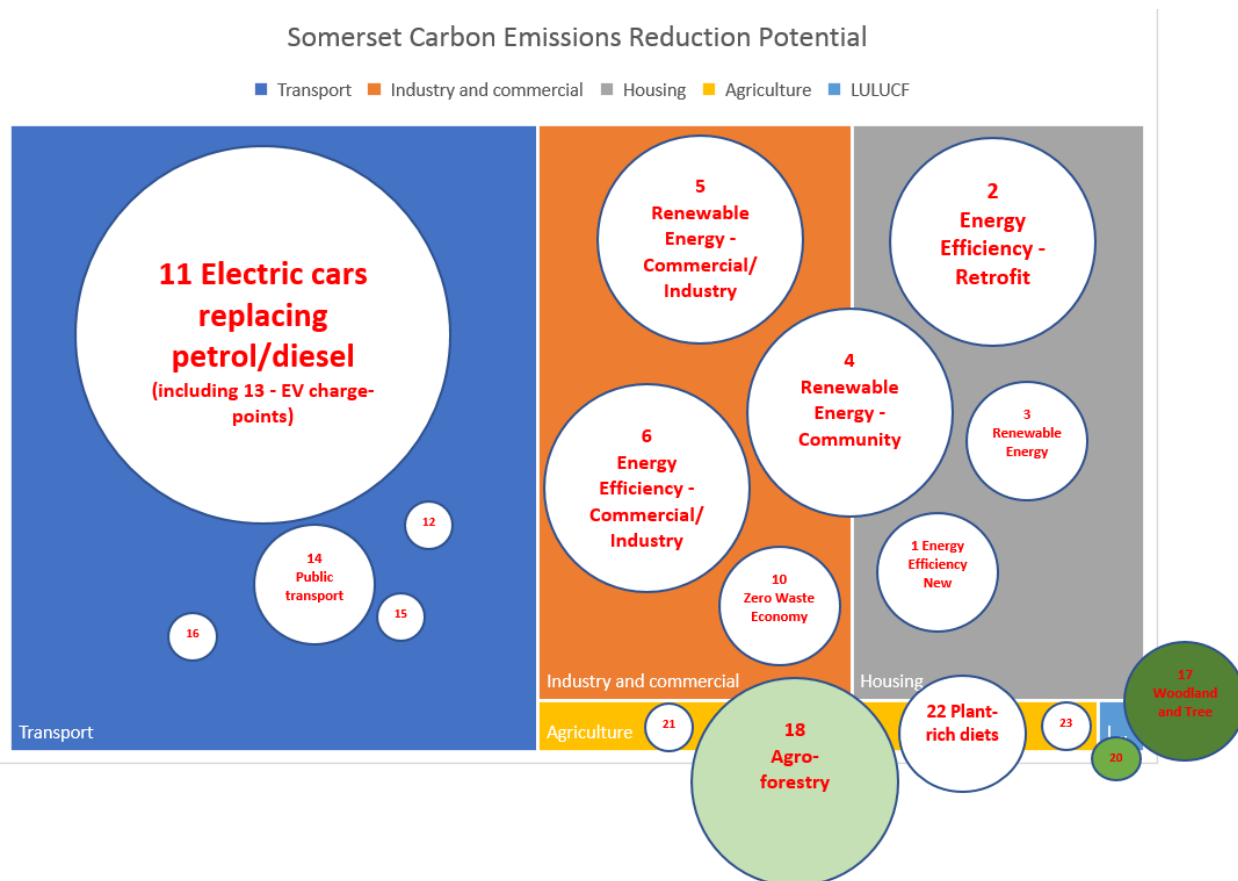 Somerset Carbon Emissions Reduction Potential
Transport
Industry and commercial
Housing
Agriculture
LULUCF
11 Electric cars
replacing
petrol/diesel
(including 13 - EV charge-
points)
12
14
Public
transport
15
16
Transport
5
Renewable
Energy -
Commercial/
Industry
6
Energy
Efficiency -
Commercial/
Industry
4
Renewable
Energy -
Community
10
Zero Waste
Economy
Industry and commercial
2
Energy
Efficiency -
Retrofit
3
Renewable
Energy
1 Energy
Efficiency
New
Housing
Agriculture
21
18
Agro-
forestry
22 Plant-
rich diets
23
17
Woodland
and Tree
20